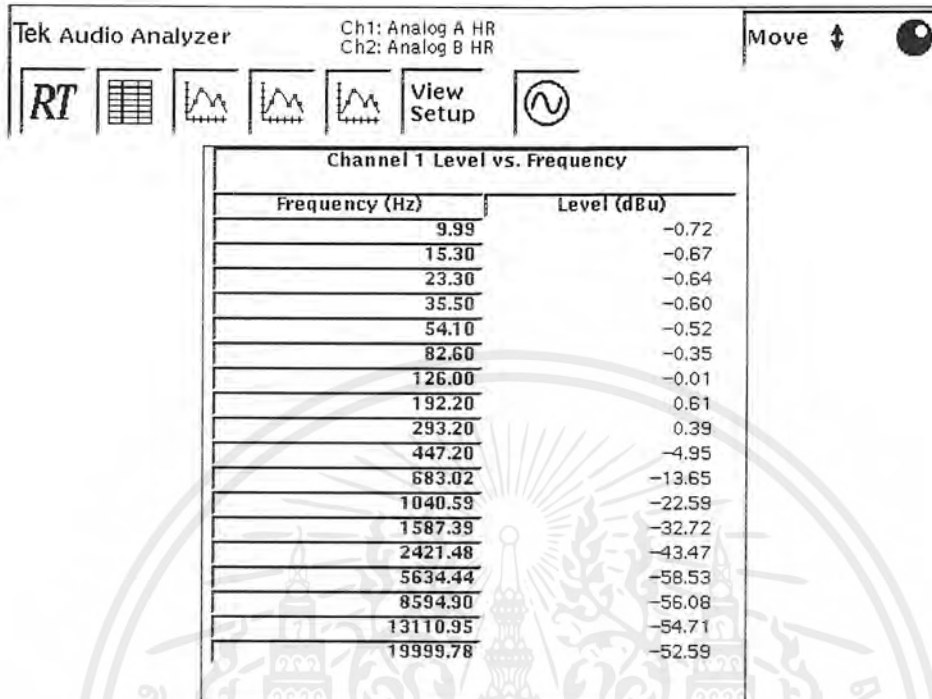 Tek Audio Analyzer
Ch1: Analog A HR
Ch2: Analog B HR
Move
RT
View
Setup
Channel 1 Level vs. Frequency
Frequency (Hz) Level (dBu)
9.99 -0.72
15.30 -0.67
23.30 -0.64
35.50 -0.60
54.10 -0.52
82.60 -0.35
126.00 -0.01
192.20 0.61
293.20 0.39
447.20 -4.95
683.02 -13.65
1040.59 -22.59
1587.39 -32.72
2421.48 -43.47
5634.44 -58.53
8594.90 -56.08
13110.95 -54.71
19999.78 -52.59